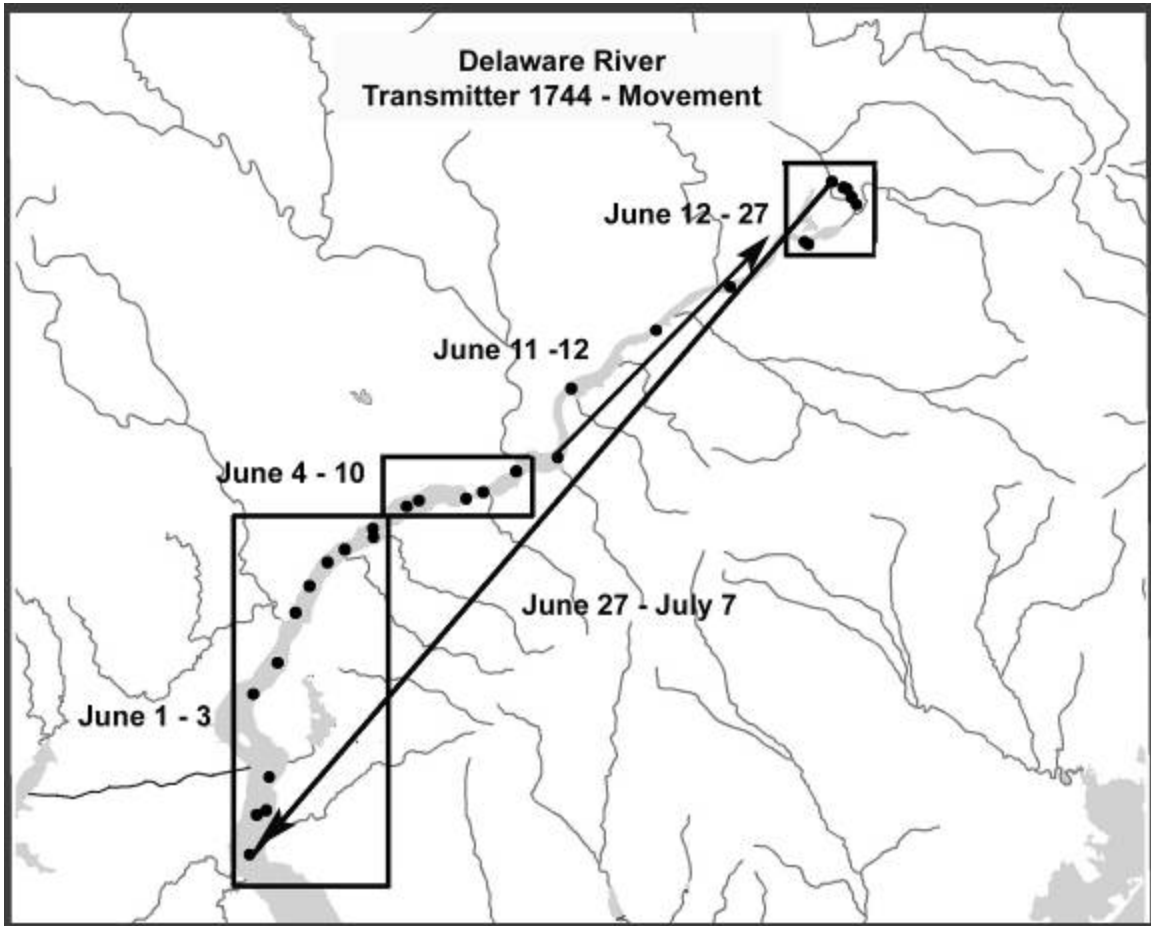 Delaware River
Transmitter 1744 - Movement
June 12 - 27
June 11 -12
June 4 - 10
June 27 - July 7
June 1 - 3